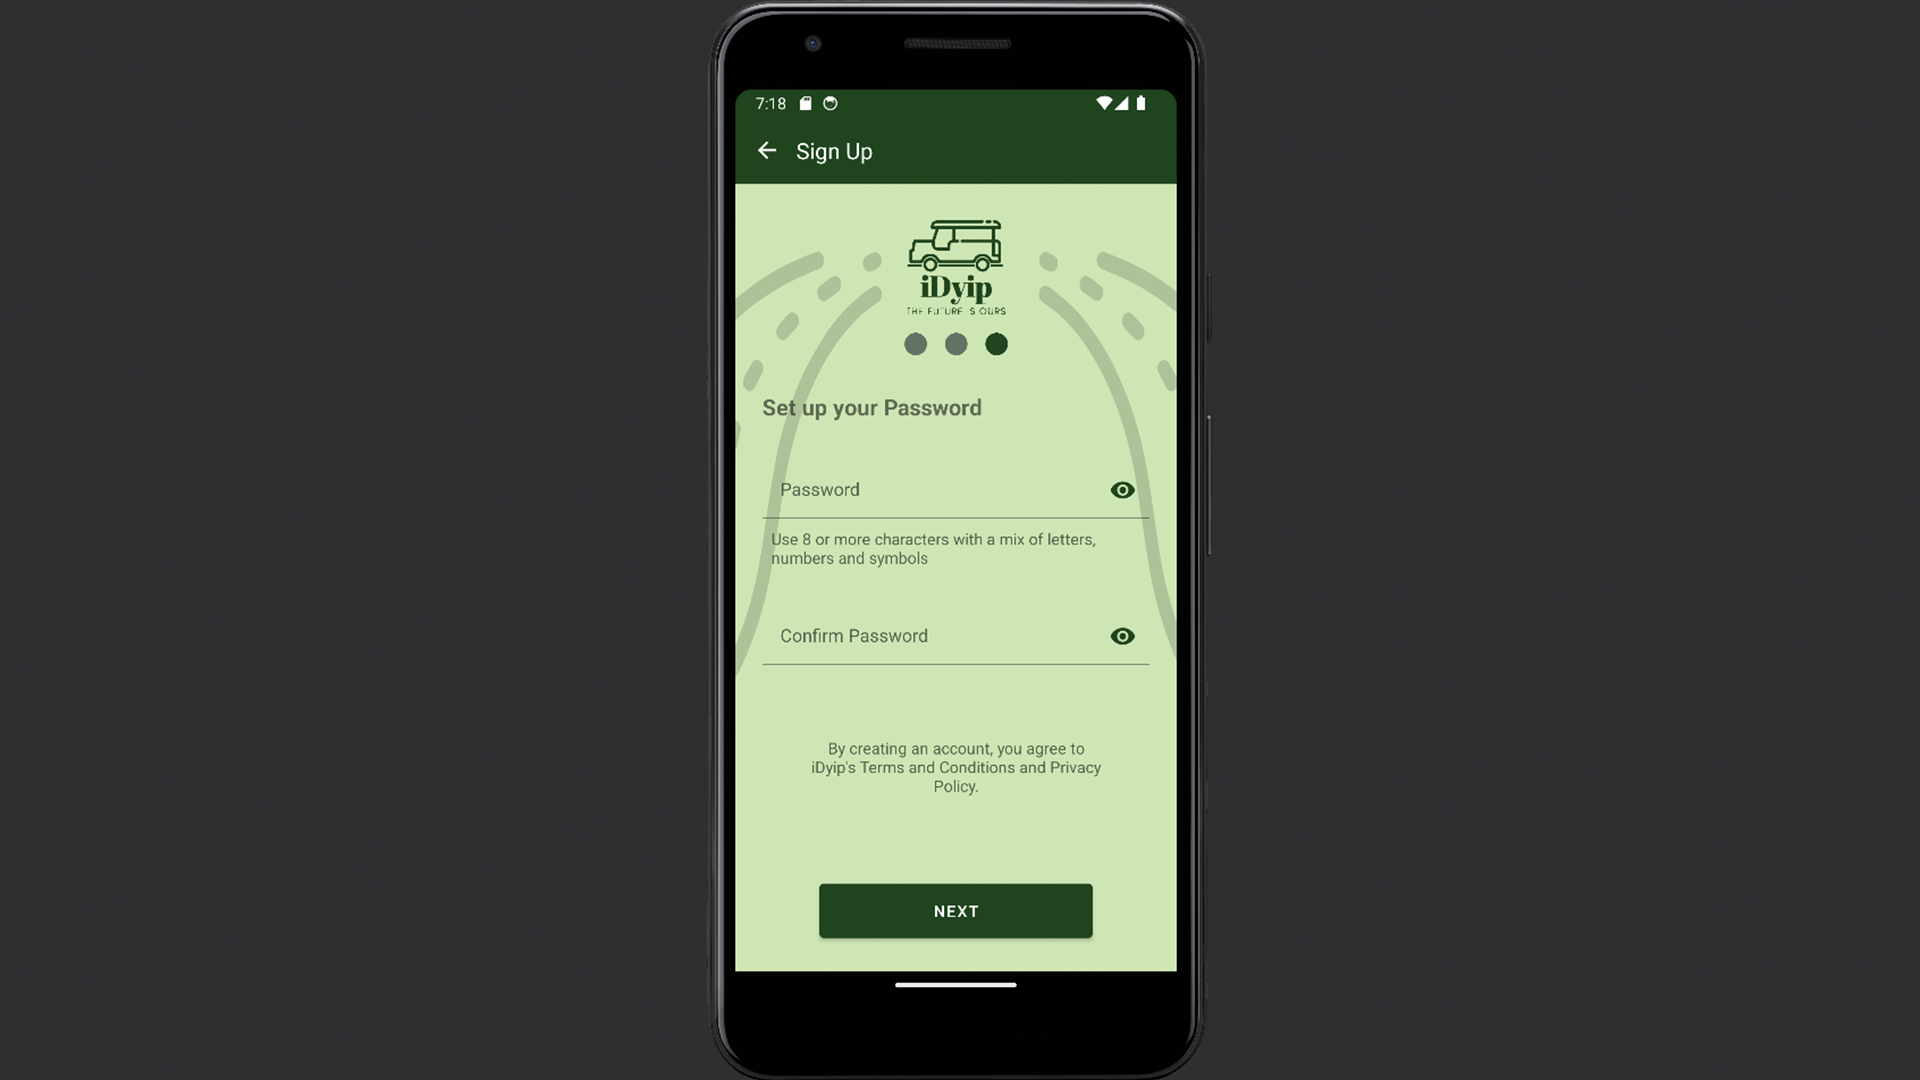 7:18
Sign Up
iDyip
THE FUTURE IS OURS
Set up your Password
Password
Use 8 or more characters with a mix of letters,
numbers and symbols
Confirm Password
By creating an account, you agree to
iDyip's Terms and Conditions and Privacy
Policy.
NEXT